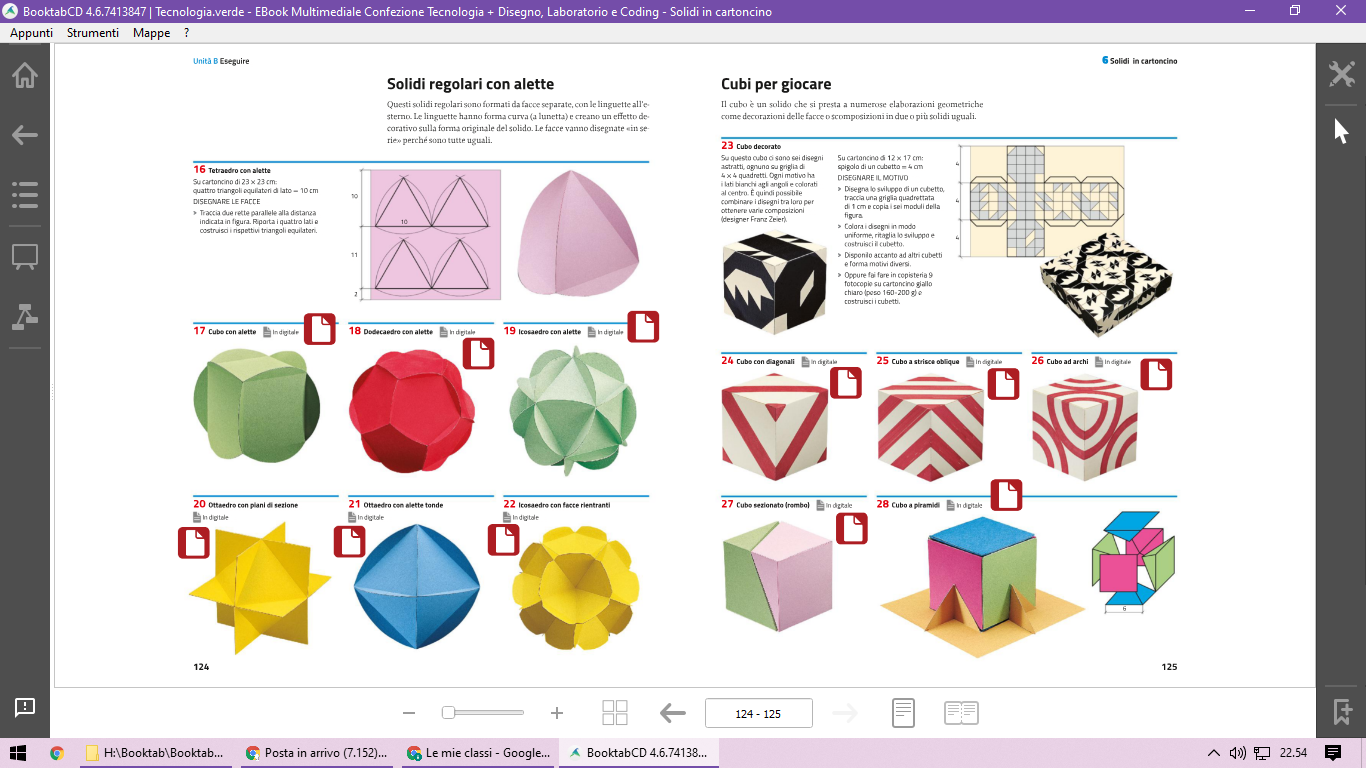 BooktabCD 4.6.7413847 | Tecnologia.verde - EBook Multimediale Confezione Tecnologia + Disegno, Laboratorio e Coding - Solidi in cartoncino
Appunti Strumenti Mappe ?
Unità B Eseguire
Solidi regolari con alette
Questi solidi regolari sono formati da facce separate, con le linguette all'e-
sterno. Le linguette hanno forma curva (a lunetta) e creano un effetto de-
corativo sulla forma originale del solido. Le facce vanno disegnate «in se-
rie» perché sono tutte uguali.
16 Tetraedro con alette
Su cartoncino di 23 × 23 cm:
quattro triangoli equilateri di lato = 10 cm
DISEGNARE LE FACCE
Traccia due rette parallele alla distanza
indicata in figura. Riporta i quattro lati e
costruisci i rispettivi triangoli equilateri.
10
10
11
2
17 Cubo con alette In digitale
18 Dodecaedro con alette In digitale
19 Icosaedro con alette In digitale
20 Ottaedro con piani di sezione
In digitale
21 Ottaedro con alette tonde
In digitale
22 Icosaedro con facce rientranti
In digitale
124
6 Solidi in cartoncino
Cubi per giocare
Il cubo è un solido che si presta a numerose elaborazioni geometriche
come decorazioni delle facce o scomposizioni in due o più solidi uguali.
23 Cubo decorato
Su questo cubo ci sono sei disegni
astratti, ognuno su griglia di
4 × 4 quadretti. Ogni motivo ha
i lati bianchi agli angoli e colorati
al centro. È quindi possibile
combinare i disegni tra loro per
ottenere varie composizioni
(designer Franz Zeier).
Su cartoncino di 12 × 17 cm:
spigolo di un cubetto = 4 cm
DISEGNARE IL MOTIVO
Disegna lo sviluppo di un cubetto,
traccia una griglia quadrettata
di 1 cm e copia i sei moduli della
figura.
Colora i disegni in modo
uniforme, ritaglia lo sviluppo e
costruisci il cubetto.
Disponilo accanto ad altri cubetti
e forma motivi diversi.
Oppure fai fare in copisteria 9
fotocopie su cartoncino giallo
chiaro (peso 160-200 g) e
costruisci i cubetti.
4
4
4
24 Cubo con diagonali In digitale
25 Cubo a strisce oblique In digitale
26 Cubo ad archi In digitale
27 Cubo sezionato (rombo) In digitale
28 Cubo a piramidi In digitale
6
125
124 - 125
H:\Booktab\Booktab...
Posta in arrivo (7.152)...
Le mie classi - Google...
BooktabCD 4.6.74138...
22.54